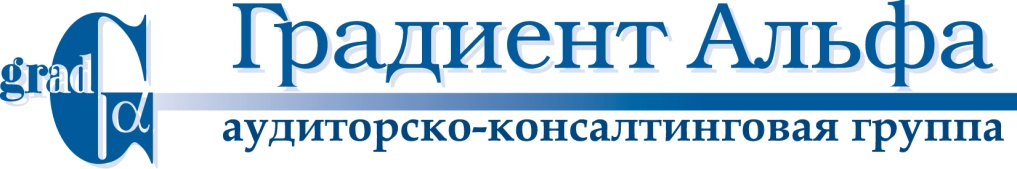 grad α
Градиент Альфа
аудиторско-консалтинговая группа